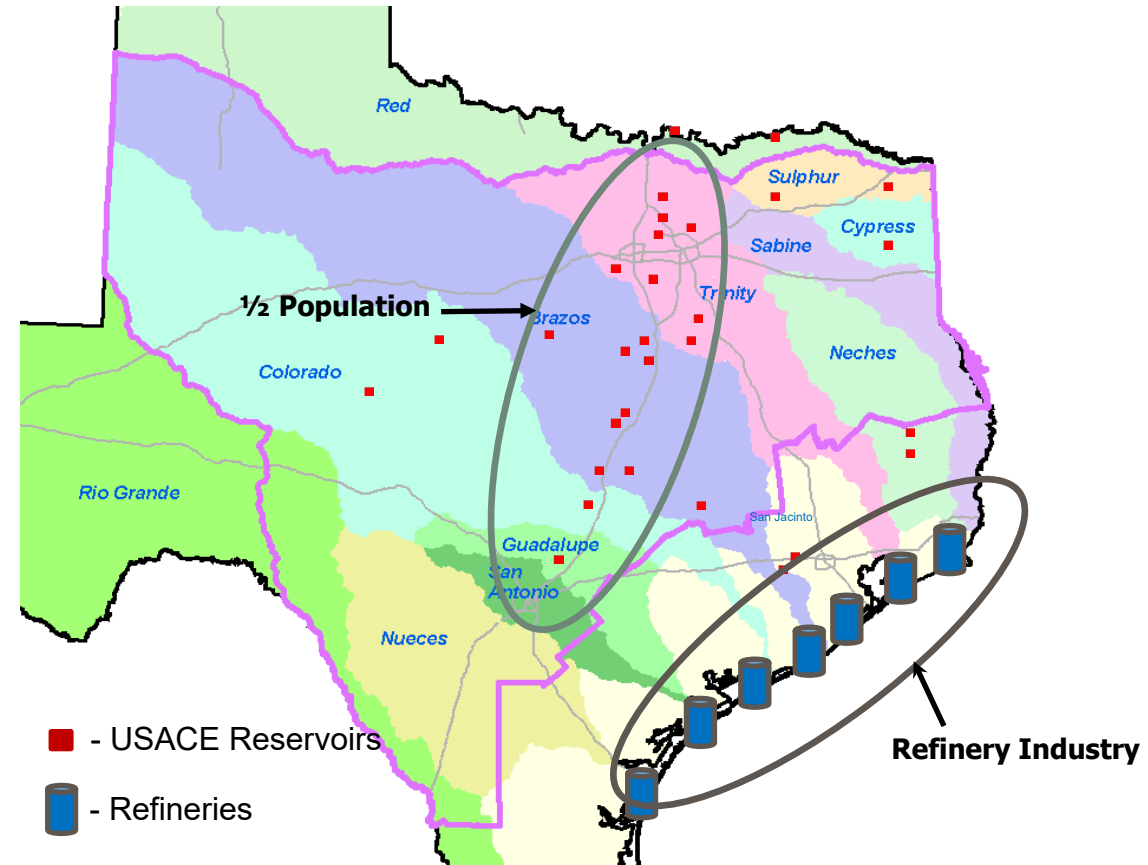 Red
Sulphur
Cypress
Sabine
Trinity
½ Population
Brazos
Neches
Colorado
Rio Grande
San Jacinto
Guadalupe
San
Antonio
Nueces
- USACE Reservoirs
Refinery Industry
- Refineries